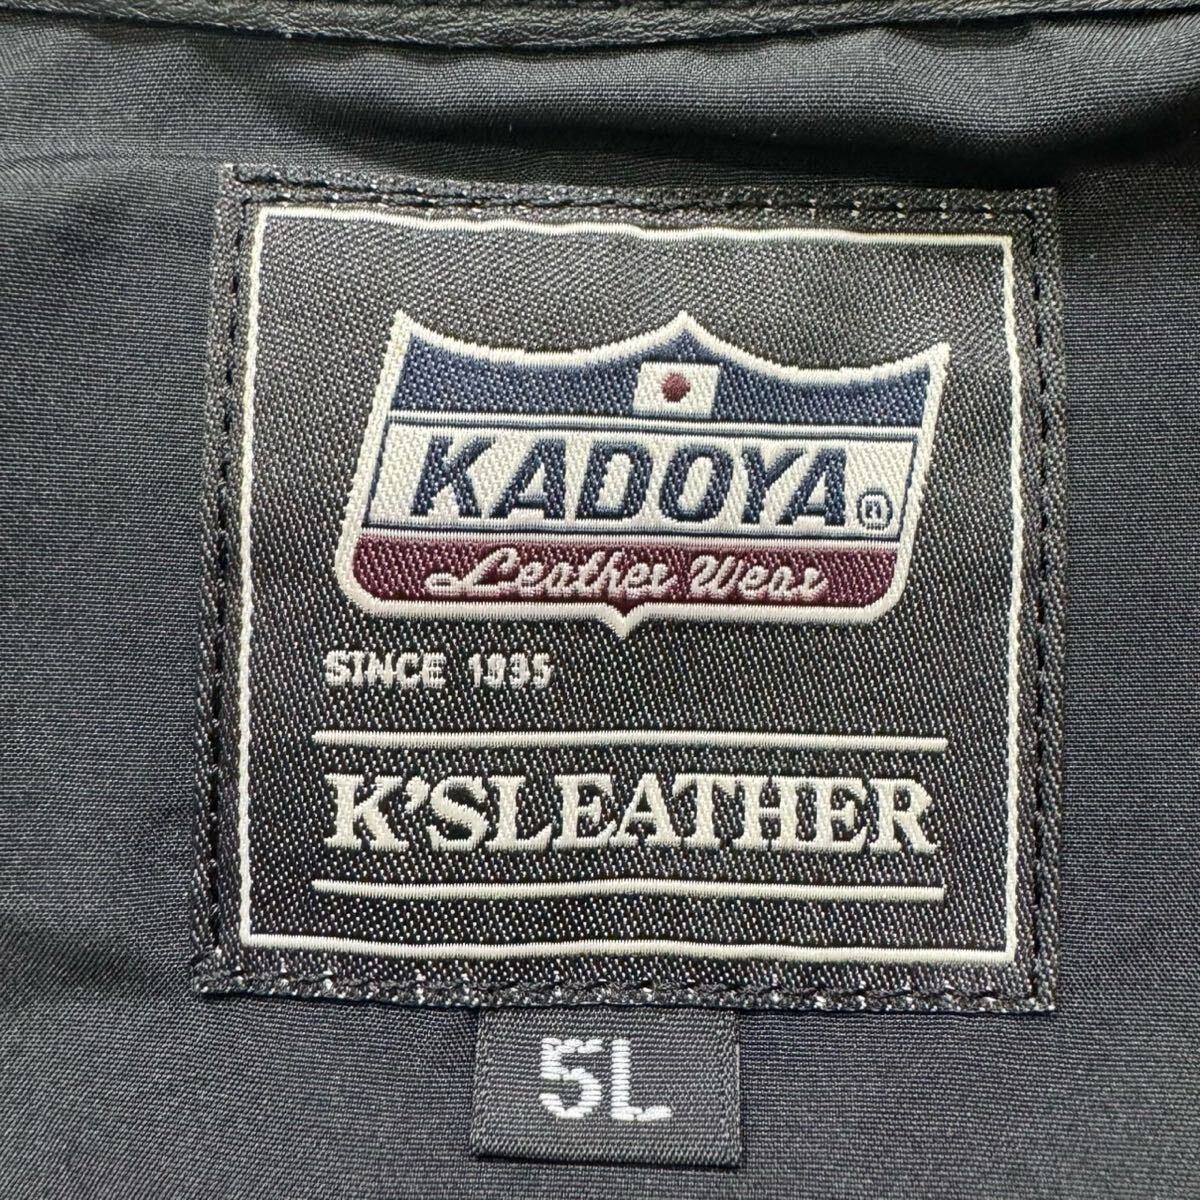 KADOYA®
Leather Wear
SINCE 1935
K'SLEATHER
5L